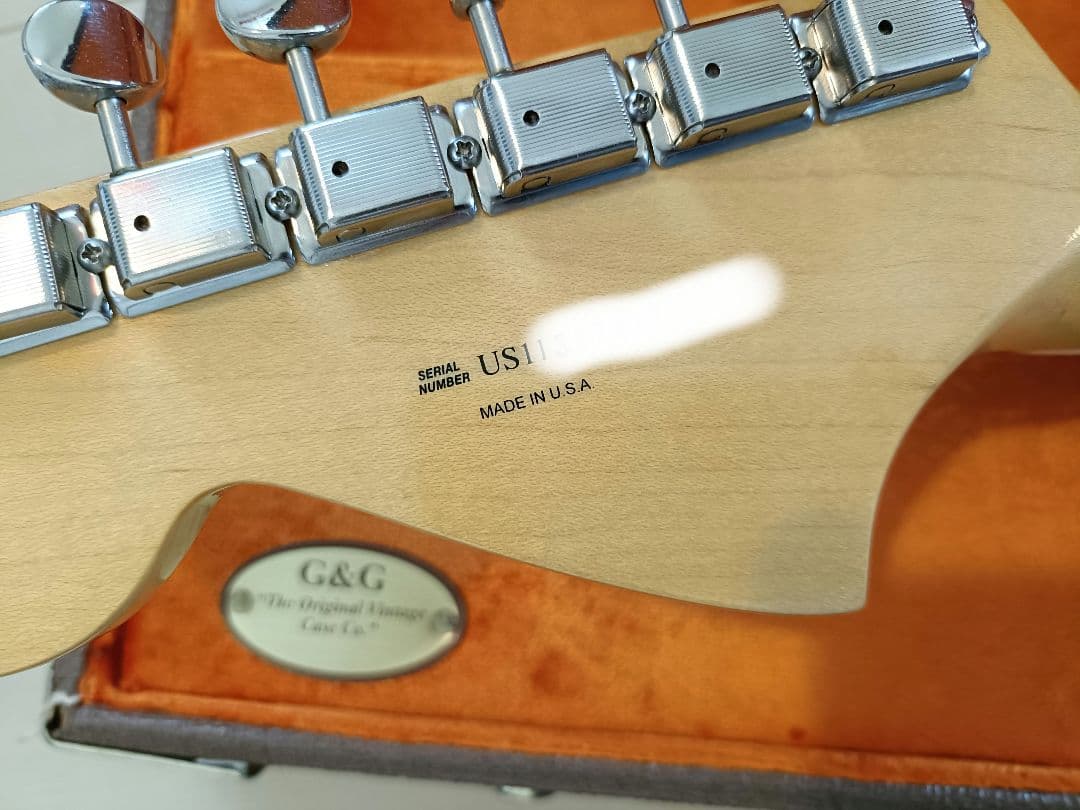 SERIAL
NUMBER US11
MADE IN U.S.A.
G&G
"The Original Vintage
Case Co."